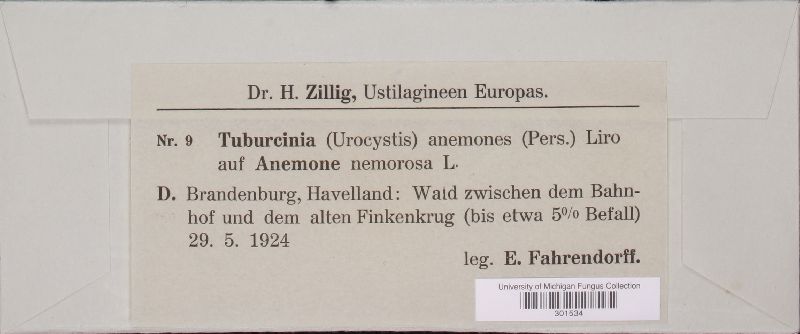 Dr. H. Zillig, Ustilagineen Europas.
Nr. 9 Tuburcinia (Urocystis) anemones (Pers.) Liro
auf Anemone nemorosa L.
D. Brandenburg, Havelland: Wald zwischen dem Bahn-
hof und dem alten Finkenkrug (bis etwa 5% Befall)
29. 5. 1924
leg. E. Fahrendorff.
University of Michigan Fungus Collection
301534